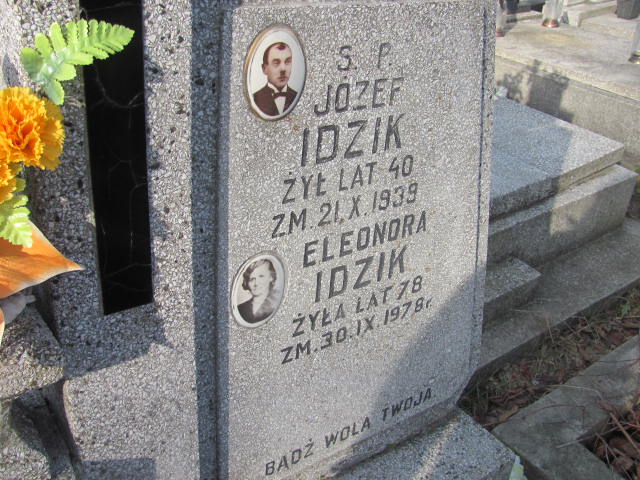 Ś. P.
JÓZEF
IDZIK
ŻYŁ LAT 40
ZM. 21.X.1939
ELEONORA
IDZIK
ŻYŁA LAT 78
ZM. 30.IX.1978r.
BĄDŹ WOLA TWOJA